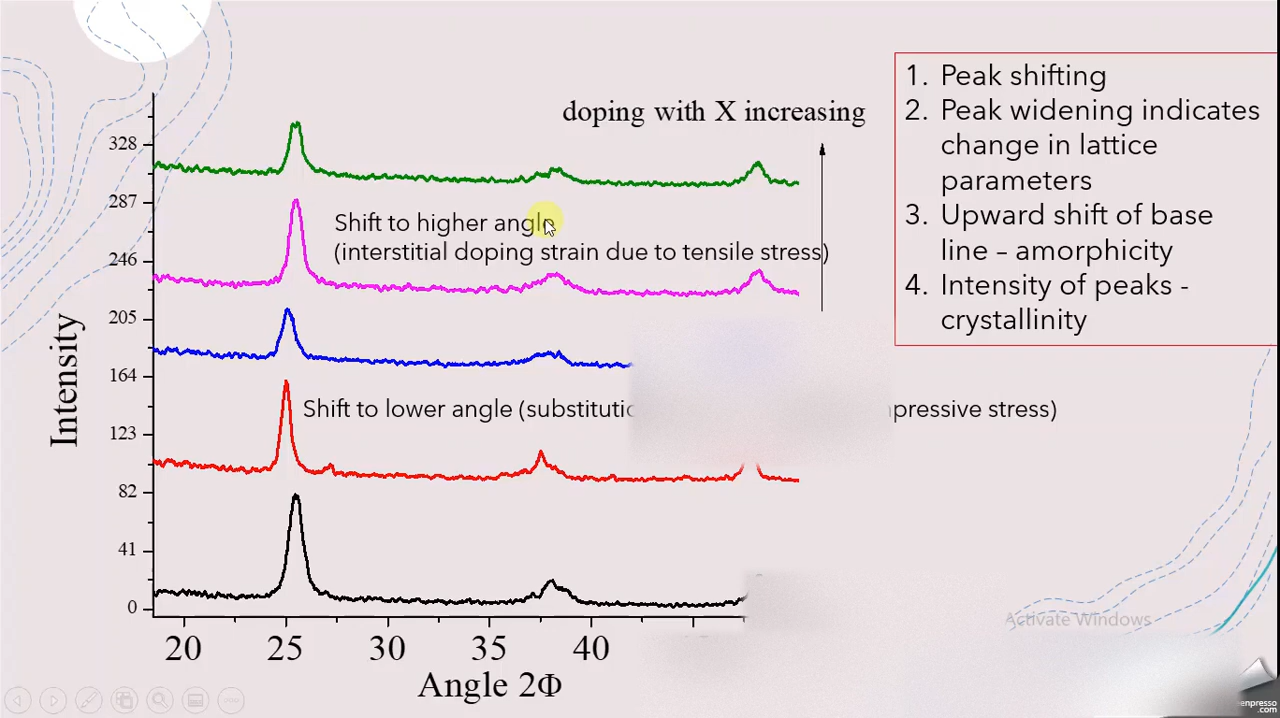 doping with X increasing
328
287
246
205
164
123
82
41
0
Intensity
Shift to higher angle
(interstitial doping strain due to tensile stress)
Shift to lower angle (substitutio mpressive stress)
20 25 30 35 40
Angle 2Φ
1. Peak shifting
2. Peak widening indicates
change in lattice
parameters
3. Upward shift of base
line – amorphicity
4. Intensity of peaks -
crystallinity
Activate Windows
enpresso
.com